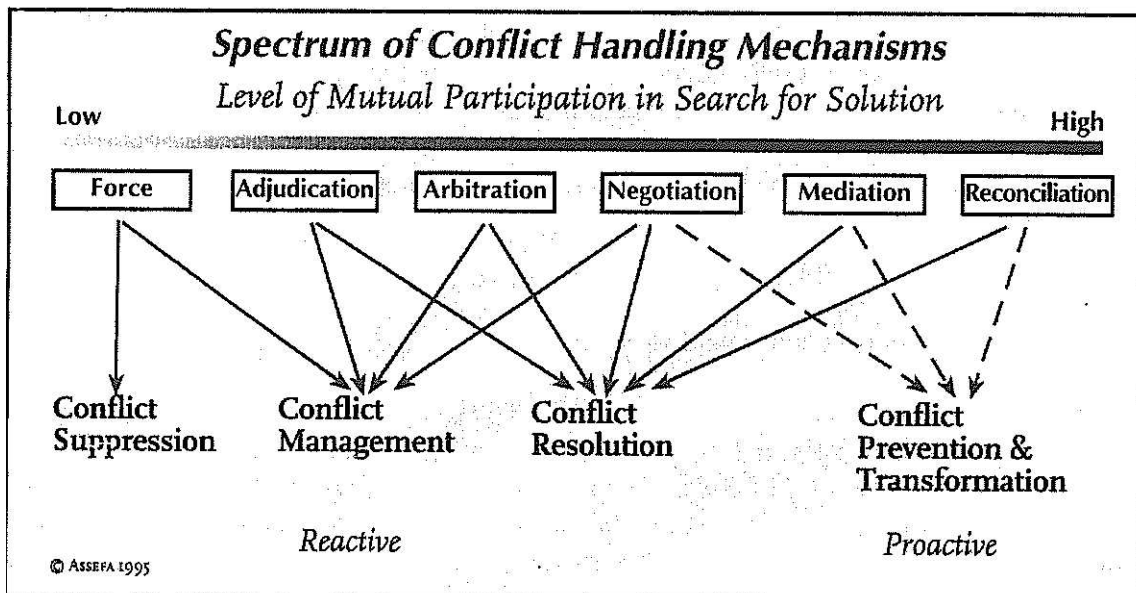 Spectrum of Conflict Handling Mechanisms
Level of Mutual Participation in Search for Solution
Low High
Force Adjudication Arbitration Negotiation Mediation Reconciliation
Conflict
Suppression
Conflict
Management
Conflict
Resolution
Conflict
Prevention &
Transformation
Reactive Proactive
© ASSEFA 1995